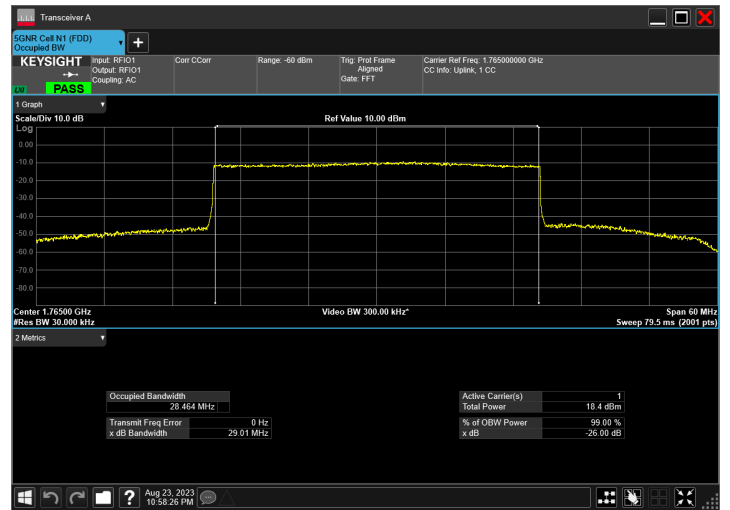 Transceiver A
5GNR Cell N1 (FDD)
Occupied BW
KEYSIGHT
LXI
PASS
Input: RFIO1
Output: RFIO1
Coupling: AC
Corr CCorr
Range: -60 dBm
Trig: Prot Frame
Aligned
Gate: FFT
Carrier Ref Freq: 1.765000000 GHz
CC Info: Uplink, 1 CC
1 Graph
Scale/Div 10.0 dB
Ref Value 10.00 dBm
Log
0.00
-10.0
-20.0
-30.0
-40.0
-50.0
-60.0
-70.0
-80.0
Center 1.76500 GHz
Video BW 300.00 kHz*
Span 60 MHz
#Res BW 30.000 kHz
Sweep 79.5 ms (2001 pts)
2 Metrics
Occupied Bandwidth
28.464 MHz
Transmit Freq Error 0 Hz
x dB Bandwidth 29.01 MHz
Active Carrier(s) 1
Total Power 18.4 dBm
% of OBW Power 99.00 %
x dB -26.00 dB
?
Aug 23, 2023
10:58:26 PM